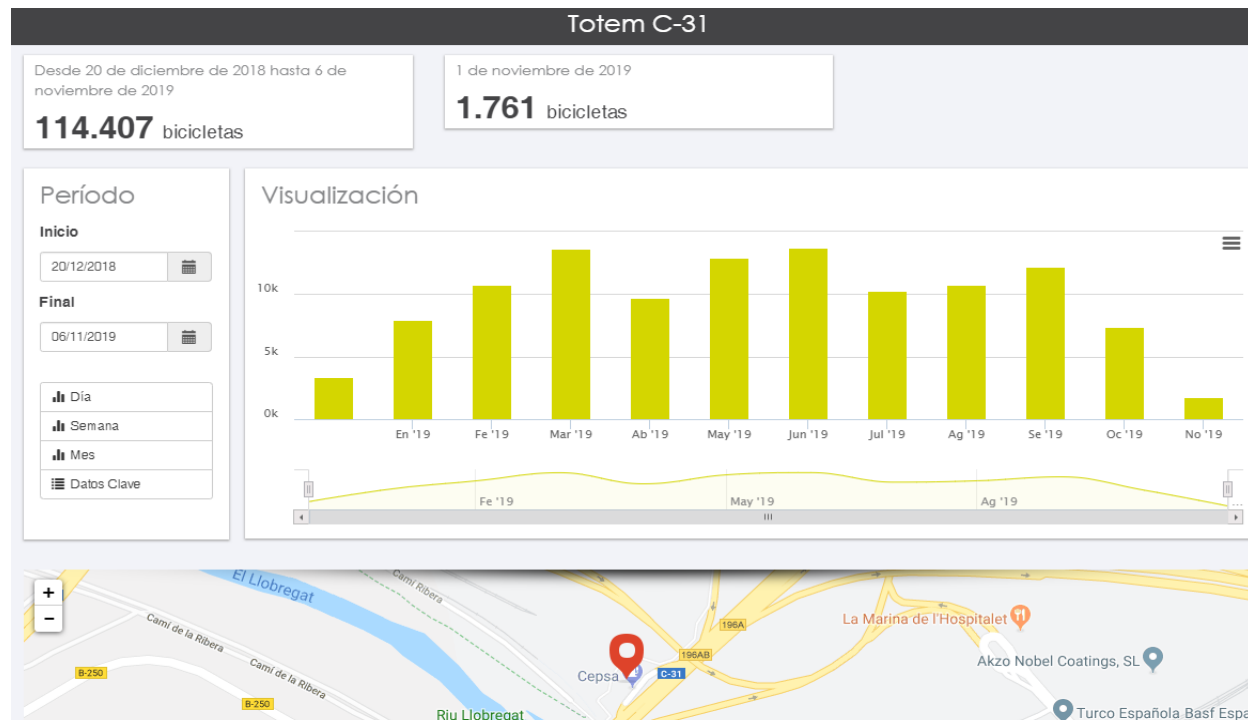 Totem C-31
Desde 20 de diciembre de 2018 hasta 6 de
noviembre de 2019
114.407 bicicletas
1 de noviembre de 2019
1.761 bicicletas
Período
Inicio
20/12/2018
Final
06/11/2019
Día
Semana
Mes
Datos Clave
Visualización
10k
5k
0k
En '19 Fe '19 Mar '19 Ab '19 May '19 Jun '19 Jul '19 Ag '19 Se '19 Oc '19 No '19
Fe '19 May '19 Ag '19 ...
+
−
El Llobregat
Camí Ribera
Camí de la Ribera
Camí de la Ribera
B-250
B-250
Riu Llobregat
196A
196AB
C-31
Cepsa
La Marina de l'Hospitalet
Akzo Nobel Coatings, SL
Turco Española Basf Espa